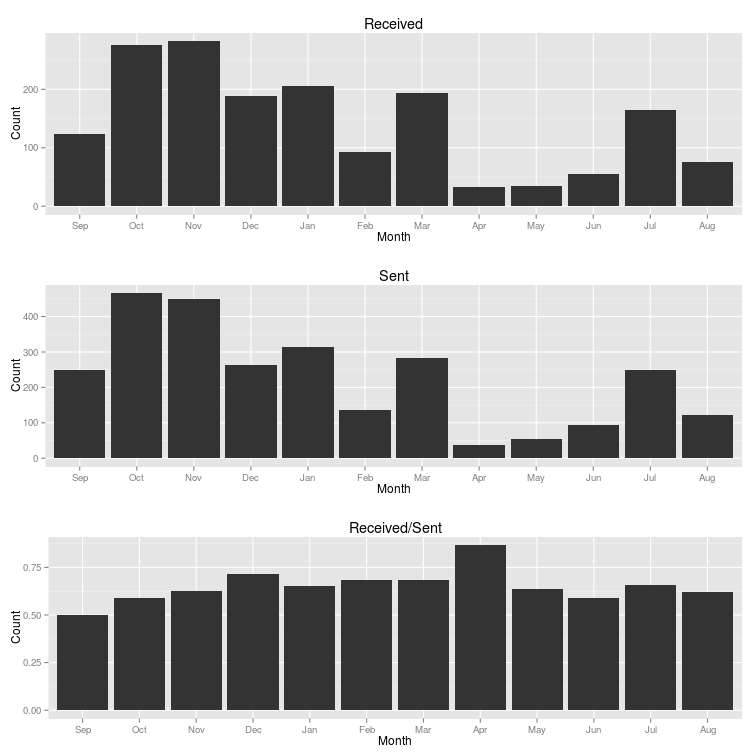 Received
Count
200
100
0
Sep Oct Nov Dec Jan Feb Mar Apr May Jun Jul Aug
Month
Sent
Count
400
300
200
100
0
Sep Oct Nov Dec Jan Feb Mar Apr May Jun Jul Aug
Month
Received/Sent
Count
0.75
0.50
0.25
0.00
Sep Oct Nov Dec Jan Feb Mar Apr May Jun Jul Aug
Month